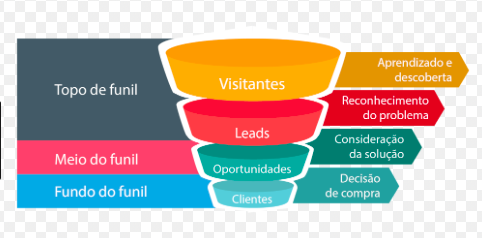 Topo de funil
Visitantes
Aprendizado e
descoberta
Leads
Reconhecimento
do problema
Meio do funil
Oportunidades
Consideração
da solução
Fundo do funil
Clientes
Decisão
de compra